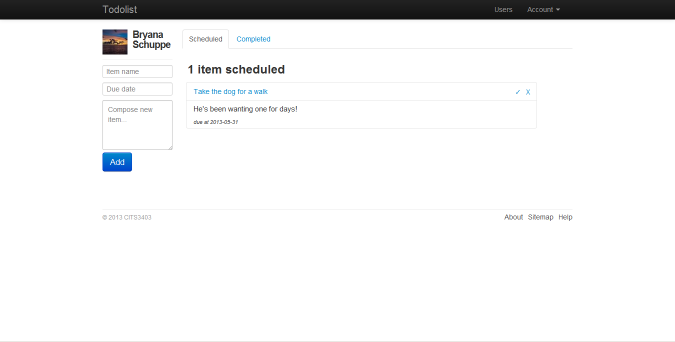 Todolist
Users
Account
Bryana
Schuppe
Scheduled
Completed
Item name
Due date
Compose new
item...
Add
1 item scheduled
Take the dog for a walk
✓ X
He's been wanting one for days!
due at 2013-05-31
© 2013 CITS3403
About Sitemap Help